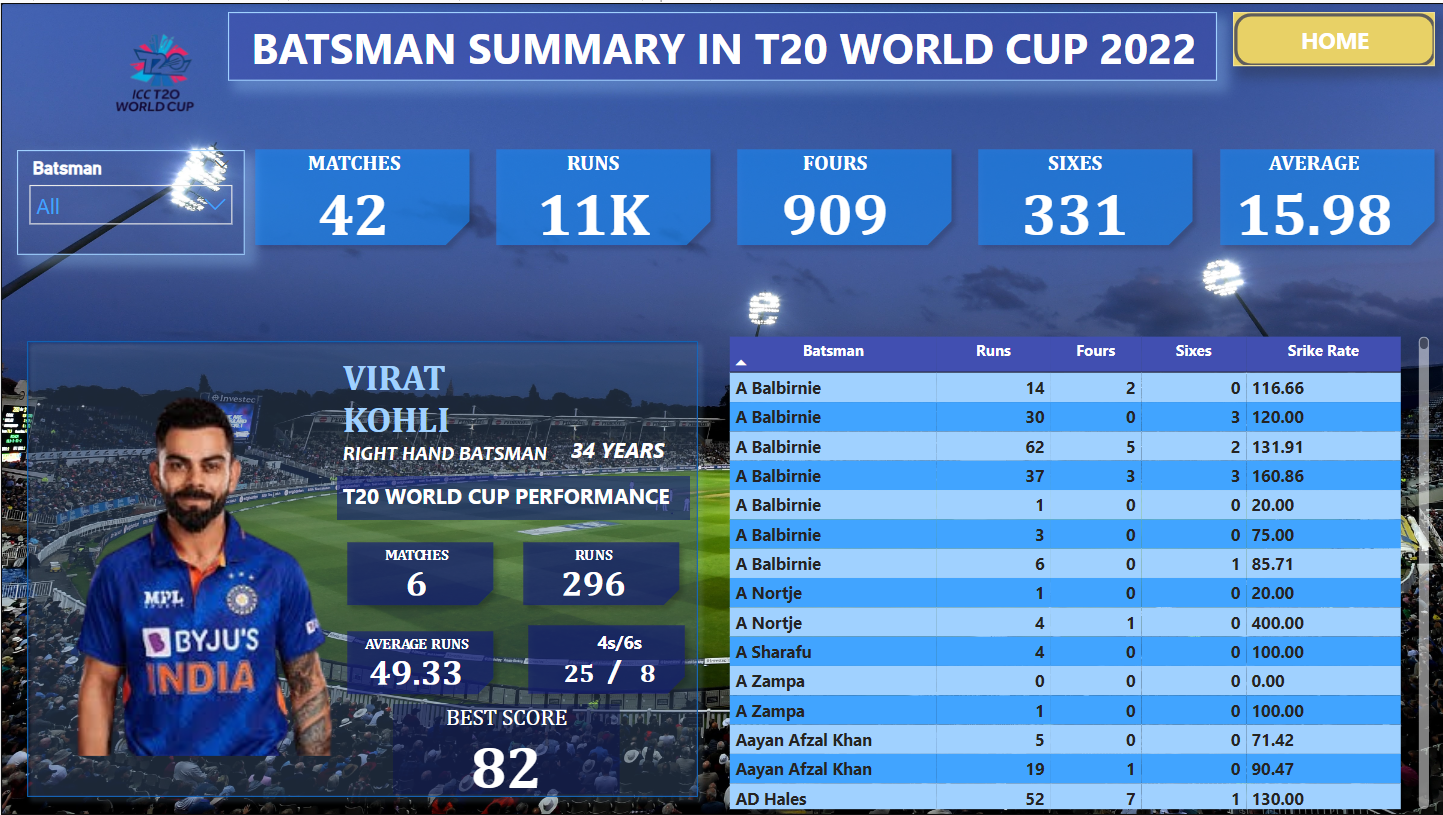 BATSMAN SUMMARY IN T20 WORLD CUP 2022
HOME
T20
ICC T20
WORLD CUP
Batsman
All
MATCHES
42
RUNS
11K
FOURS
909
SIXES
331
AVERAGE
15.98
Investec
VIRAT
KOHLI
RIGHT HAND BATSMAN 34 YEARS
T20 WORLD CUP PERFORMANCE
MATCHES
6
RUNS
296
AVERAGE RUNS
49.33
4s/6s
25 / 8
BEST SCORE
82
MPL
SPORTS
BYJU'S
INDIA
Batsman Runs Fours Sixes Srike Rate
A Balbirnie 14 2 0 116.66
A Balbirnie 30 0 3 120.00
A Balbirnie 62 5 2 131.91
A Balbirnie 37 3 3 160.86
A Balbirnie 1 0 0 20.00
A Balbirnie 3 0 0 75.00
A Balbirnie 6 0 1 85.71
A Nortje 1 0 0 20.00
A Nortje 4 1 0 400.00
A Sharafu 4 0 0 100.00
A Zampa 0 0 0 0.00
A Zampa 1 0 0 100.00
Aayan Afzal Khan 5 0 0 71.42
Aayan Afzal Khan 19 1 0 90.47
AD Hales 52 7 1 130.00